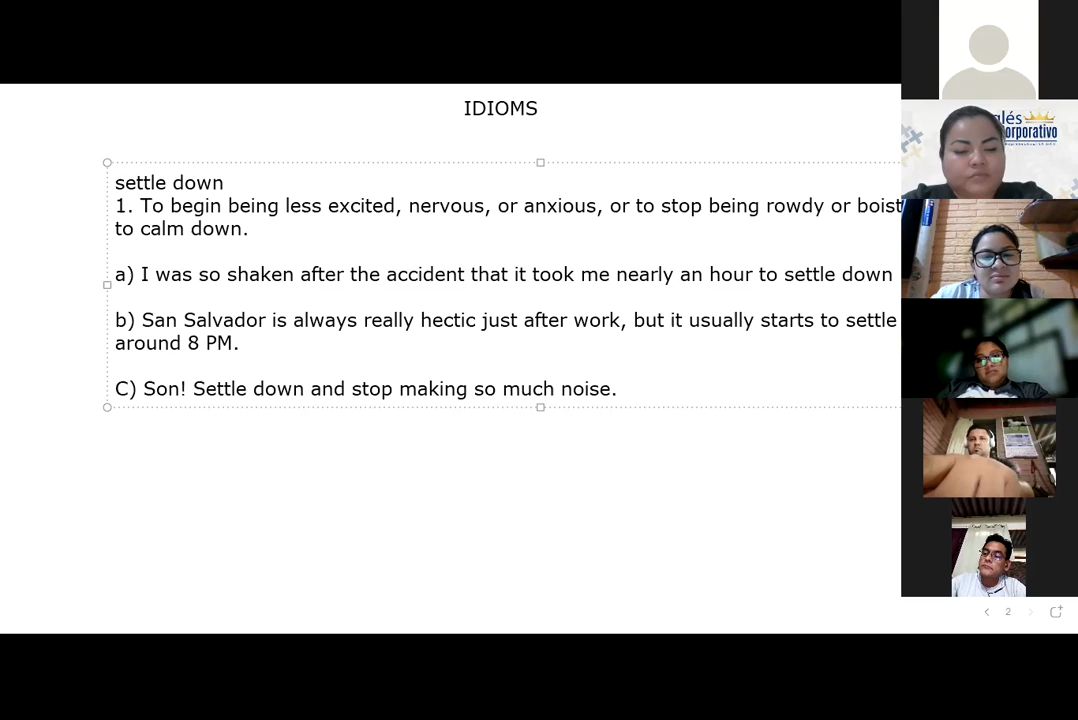 IDIOMS
settle down
1. To begin being less excited, nervous, or anxious, or to stop being rowdy or boist
to calm down.
a) I was so shaken after the accident that it took me nearly an hour to settle down
b) San Salvador is always really hectic just after work, but it usually starts to settle
around 8 PM.
C) Son! Settle down and stop making so much noise.
glés
orporativo
2